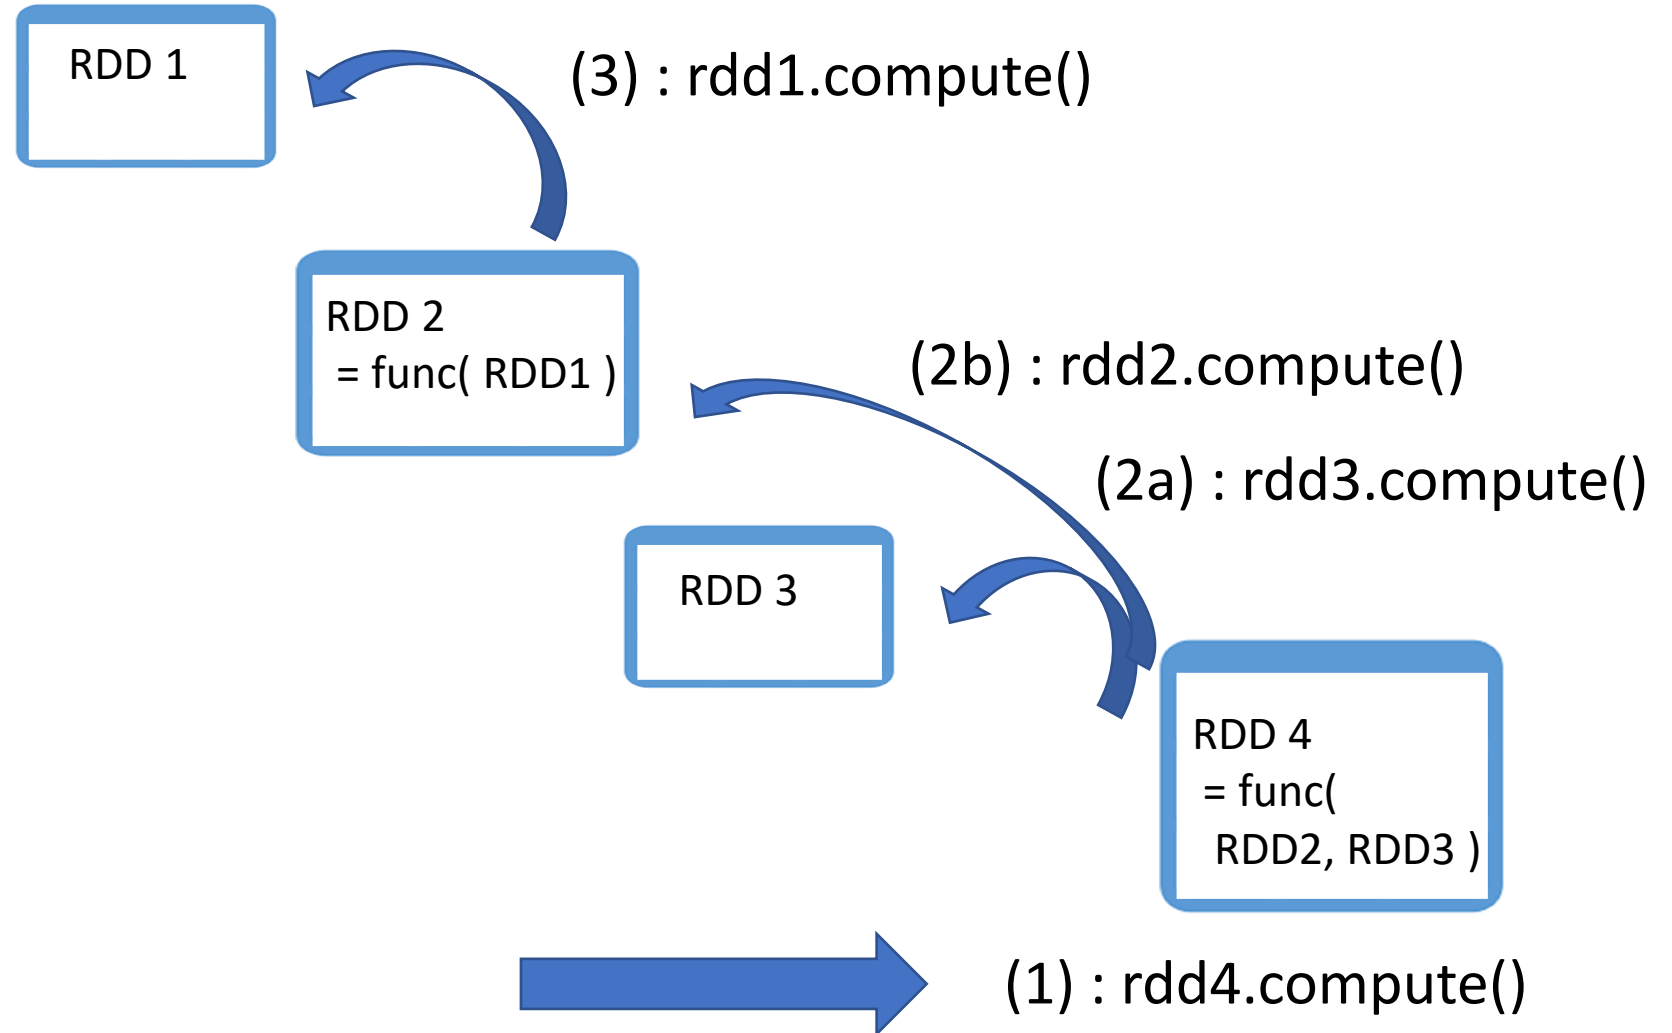 RDD 1
(3) : rdd1.compute()
RDD 2
= func( RDD1 )
(2b) : rdd2.compute()
(2a) : rdd3.compute()
RDD 3
RDD 4
= func(
RDD2, RDD3 )
(1) : rdd4.compute()